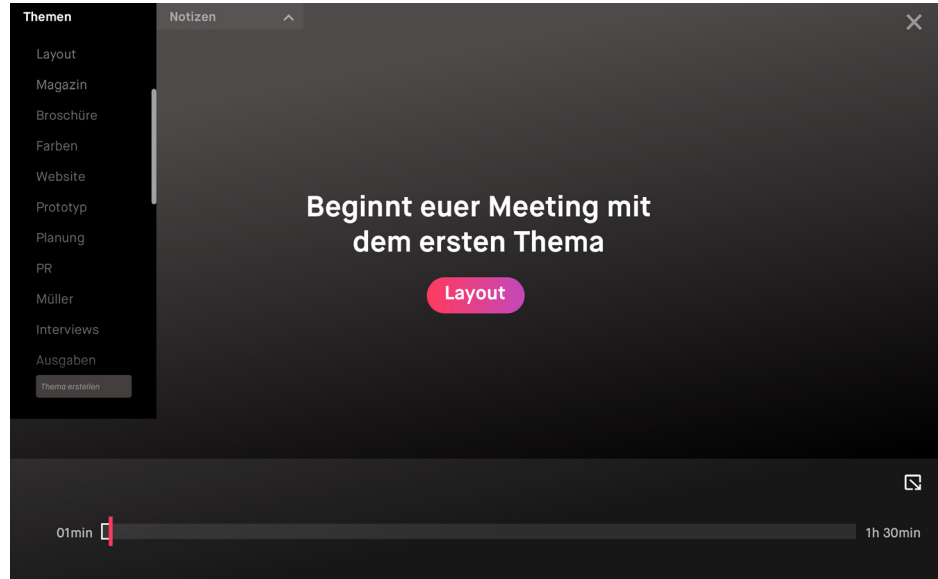 Themen
Notizen
Layout
Magazin
Broschüre
Farben
Website
Prototyp
Planung
PR
Müller
Interviews
Ausgaben
Thema erstellen
Beginnt euer Meeting mit
dem ersten Thema
Layout
01min
1h 30min